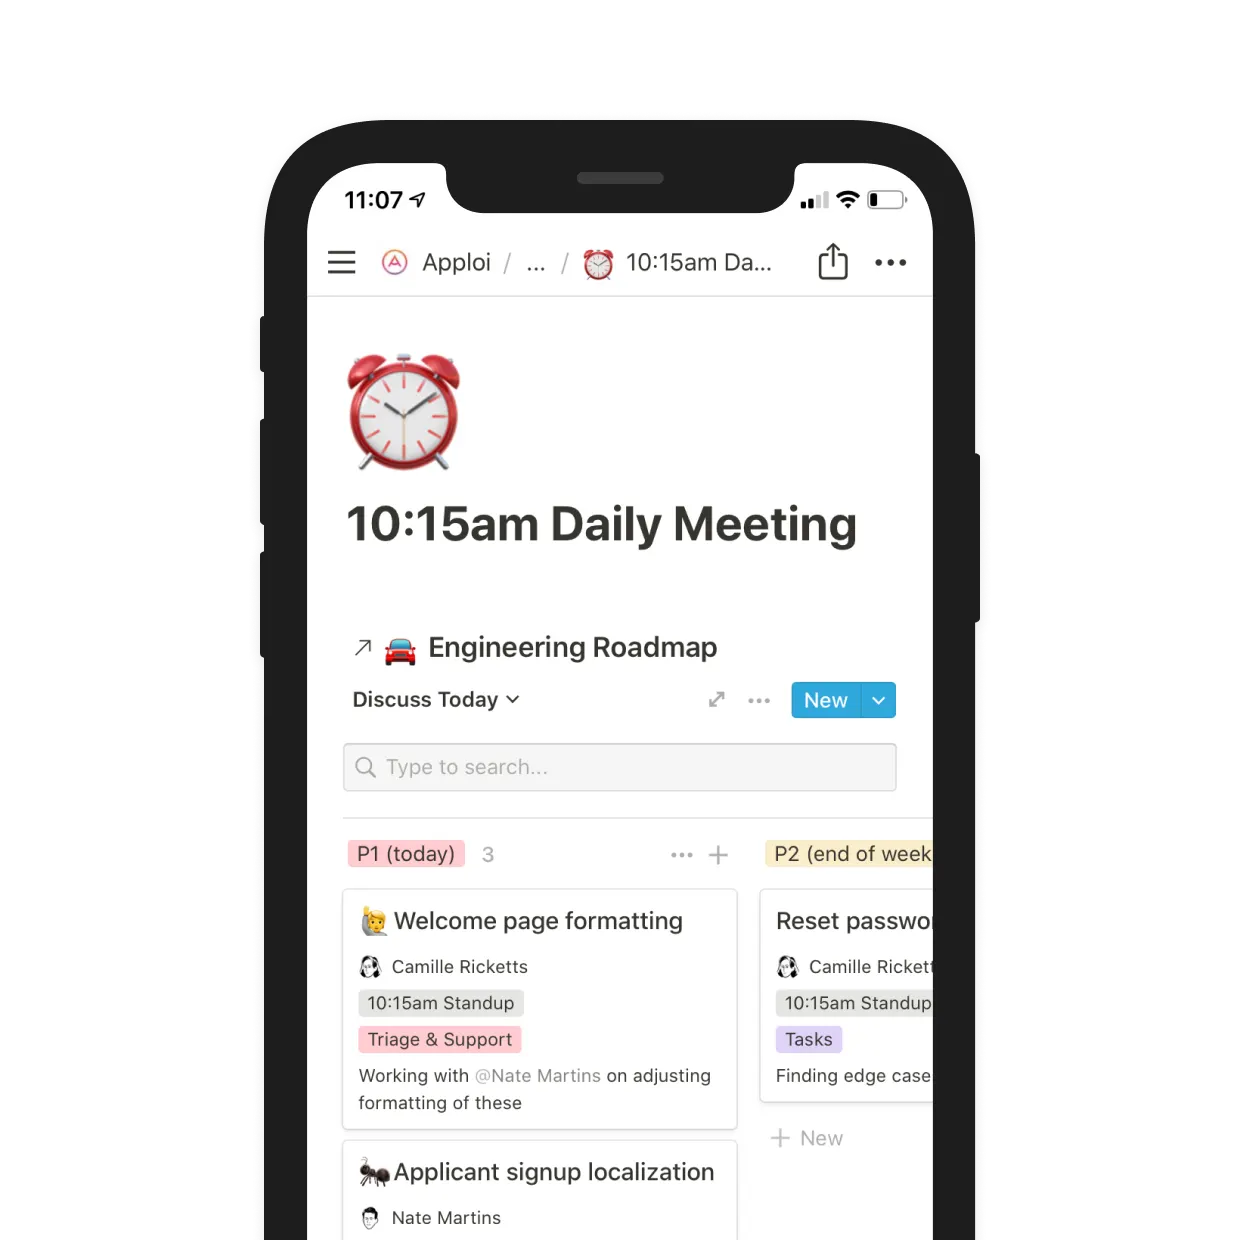 11:07
Apploi / ... / 10:15am Da...
10:15am Daily Meeting
Engineering Roadmap
Discuss Today
New
Type to search...
P1 (today) 3
P2 (end of week
Welcome page formatting
Camille Ricketts
10:15am Standup
Triage & Support
Working with @Nate Martins on adjusting
formatting of these
Reset passwor
Camille Rickett
10:15am Standup
Tasks
Finding edge case
+ New
Applicant signup localization
Nate Martins